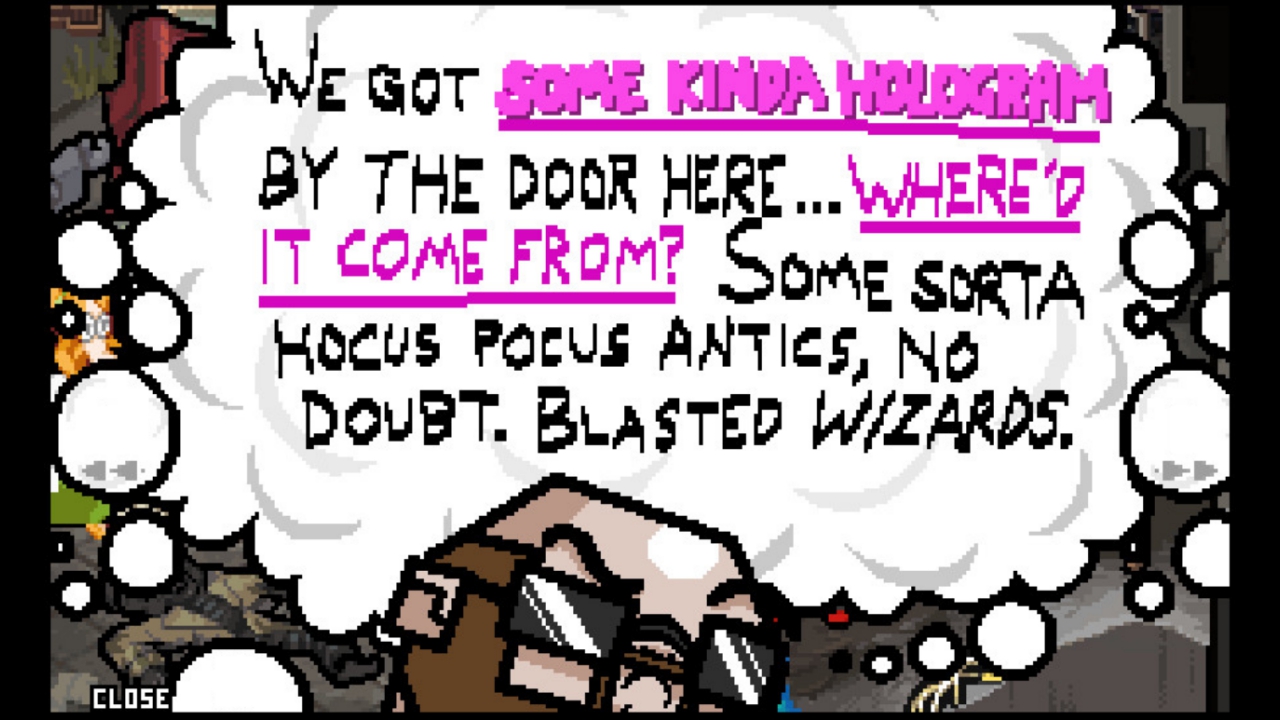 WE GOT SOME KINDA HOLOGRAM
BY THE DOOR HERE... WHERE'D
IT COME FROM? SOME SORTA
HOCUS POCUS ANTICS, NO
DOUBT. BLASTED WIZARDS.
CLOSE